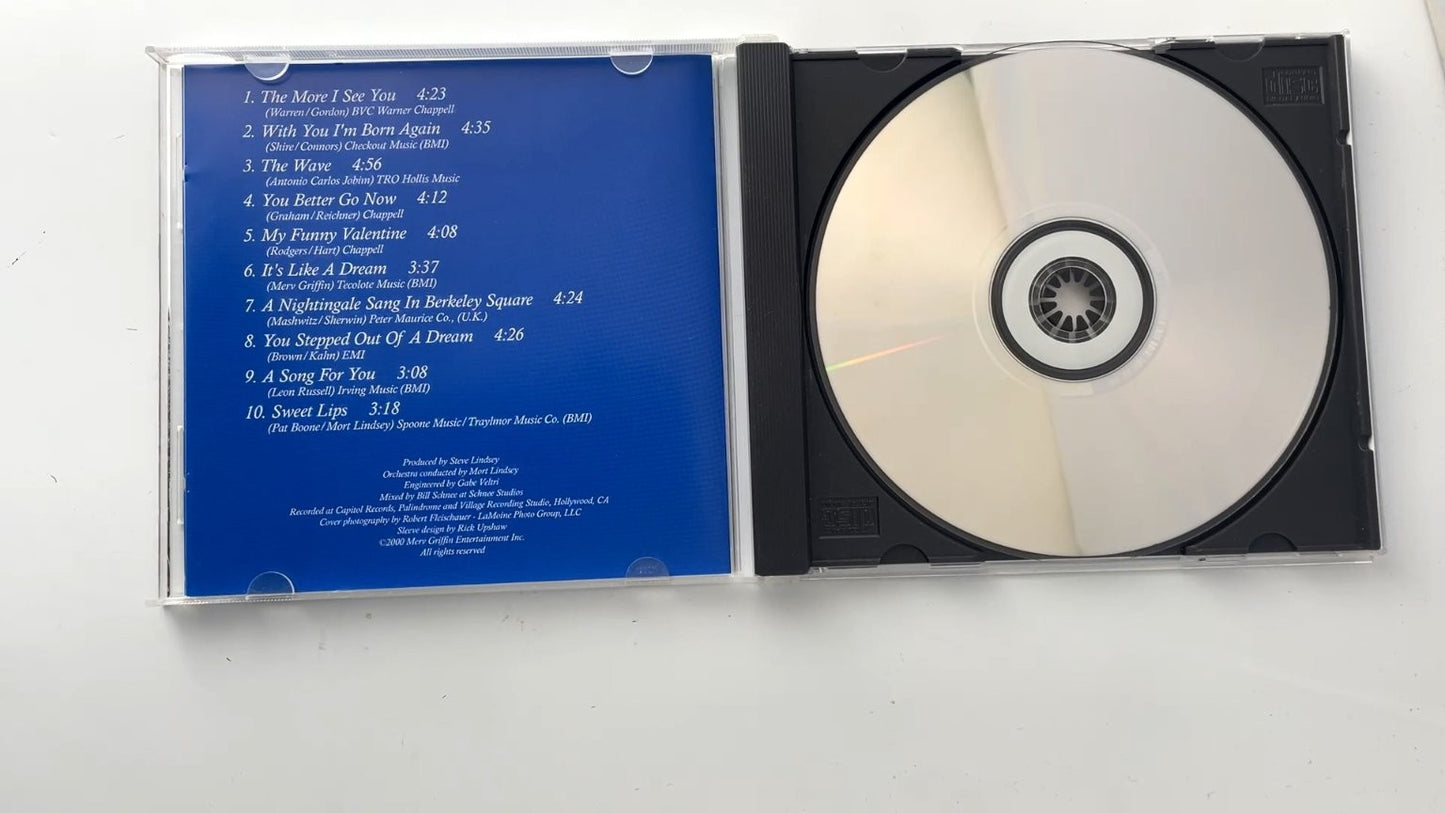 1. The More I See You 4:23
(Warren/Gordon) BVC Warner Chappell
2. With You I'm Born Again 4:35
(Shire/Connors) Checkout Music (BMI)
3. The Wave 4:56
(Antonio Carlos Jobim) TRO Hollis Music
4. You Better Go Now 4:12
(Graham/Reichner) Chappell
5. My Funny Valentine 4:08
(Rodgers/Hart) Chappell
6. It's Like A Dream 3:37
(Merv Griffin) Tecolote Music (BMI)
7. A Nightingale Sang In Berkeley Square 4:24
(Mashwitz/Sherwin) Peter Maurice Co., (U.K.)
8. You Stepped Out Of A Dream 4:26
(Brown/Kahn) EMI
9. A Song For You 3:08
(Leon Russell) Irving Music (BMI)
10. Sweet Lips 3:18
(Pat Boone/Mort Lindsey) Spoone Music/Traylmor Music Co. (BMI)
Produced by Steve Lindsey
Orchestra conducted by Mort Lindsey
Engineered by Gabe Veltri
Mixed by Bill Schnee at Schnee Studios
Recorded at Capitol Records, Palindrome and Village Recording Studio, Hollywood, CA
Cover photography by Robert Fleischauer - LaMoine Photo Group, LLC
Sleeve design by Rick Upshaw
©2000 Merv Griffin Entertainment Inc.
All rights reserved